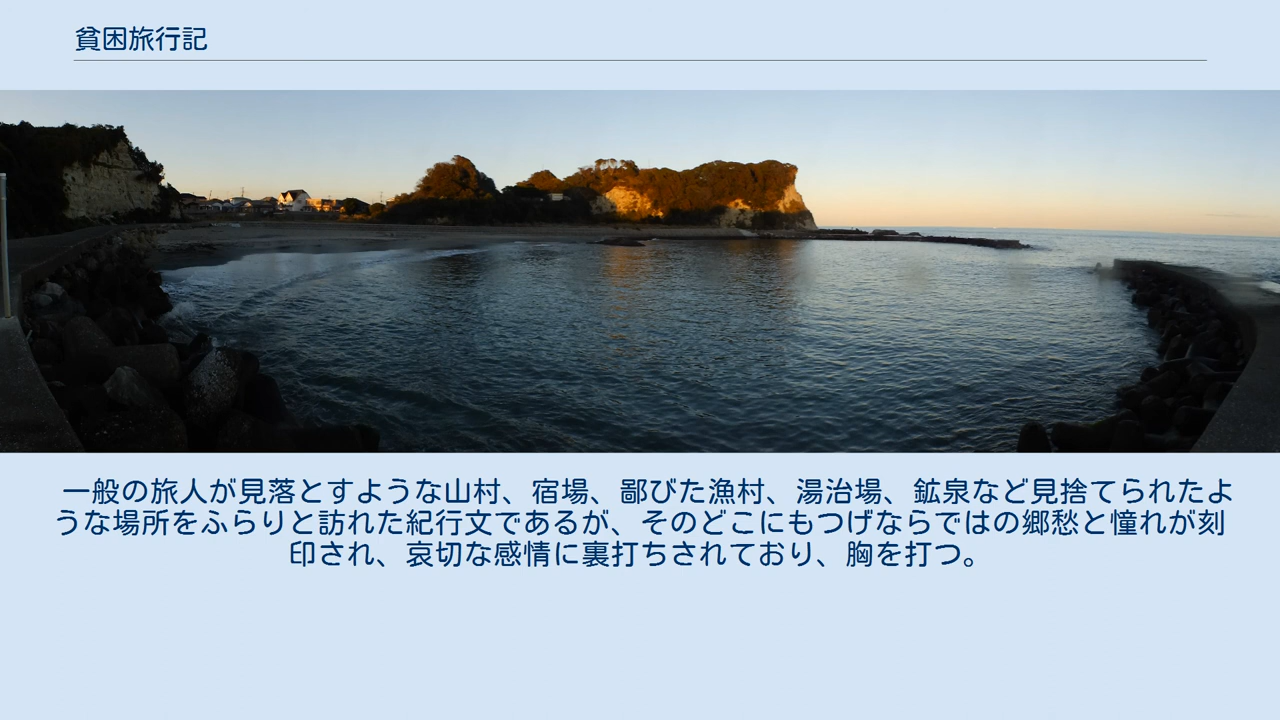 貧困旅行記
一般の旅人が見落とすような山村、宿場、鄙びた漁村、湯治場、鉱泉など見捨てられたよ
うな場所をふらりと訪れた紀行文であるが、そのどこにもつげならではの郷愁と憧れが刻
印され、哀切な感情に裏打ちされており、胸を打つ。